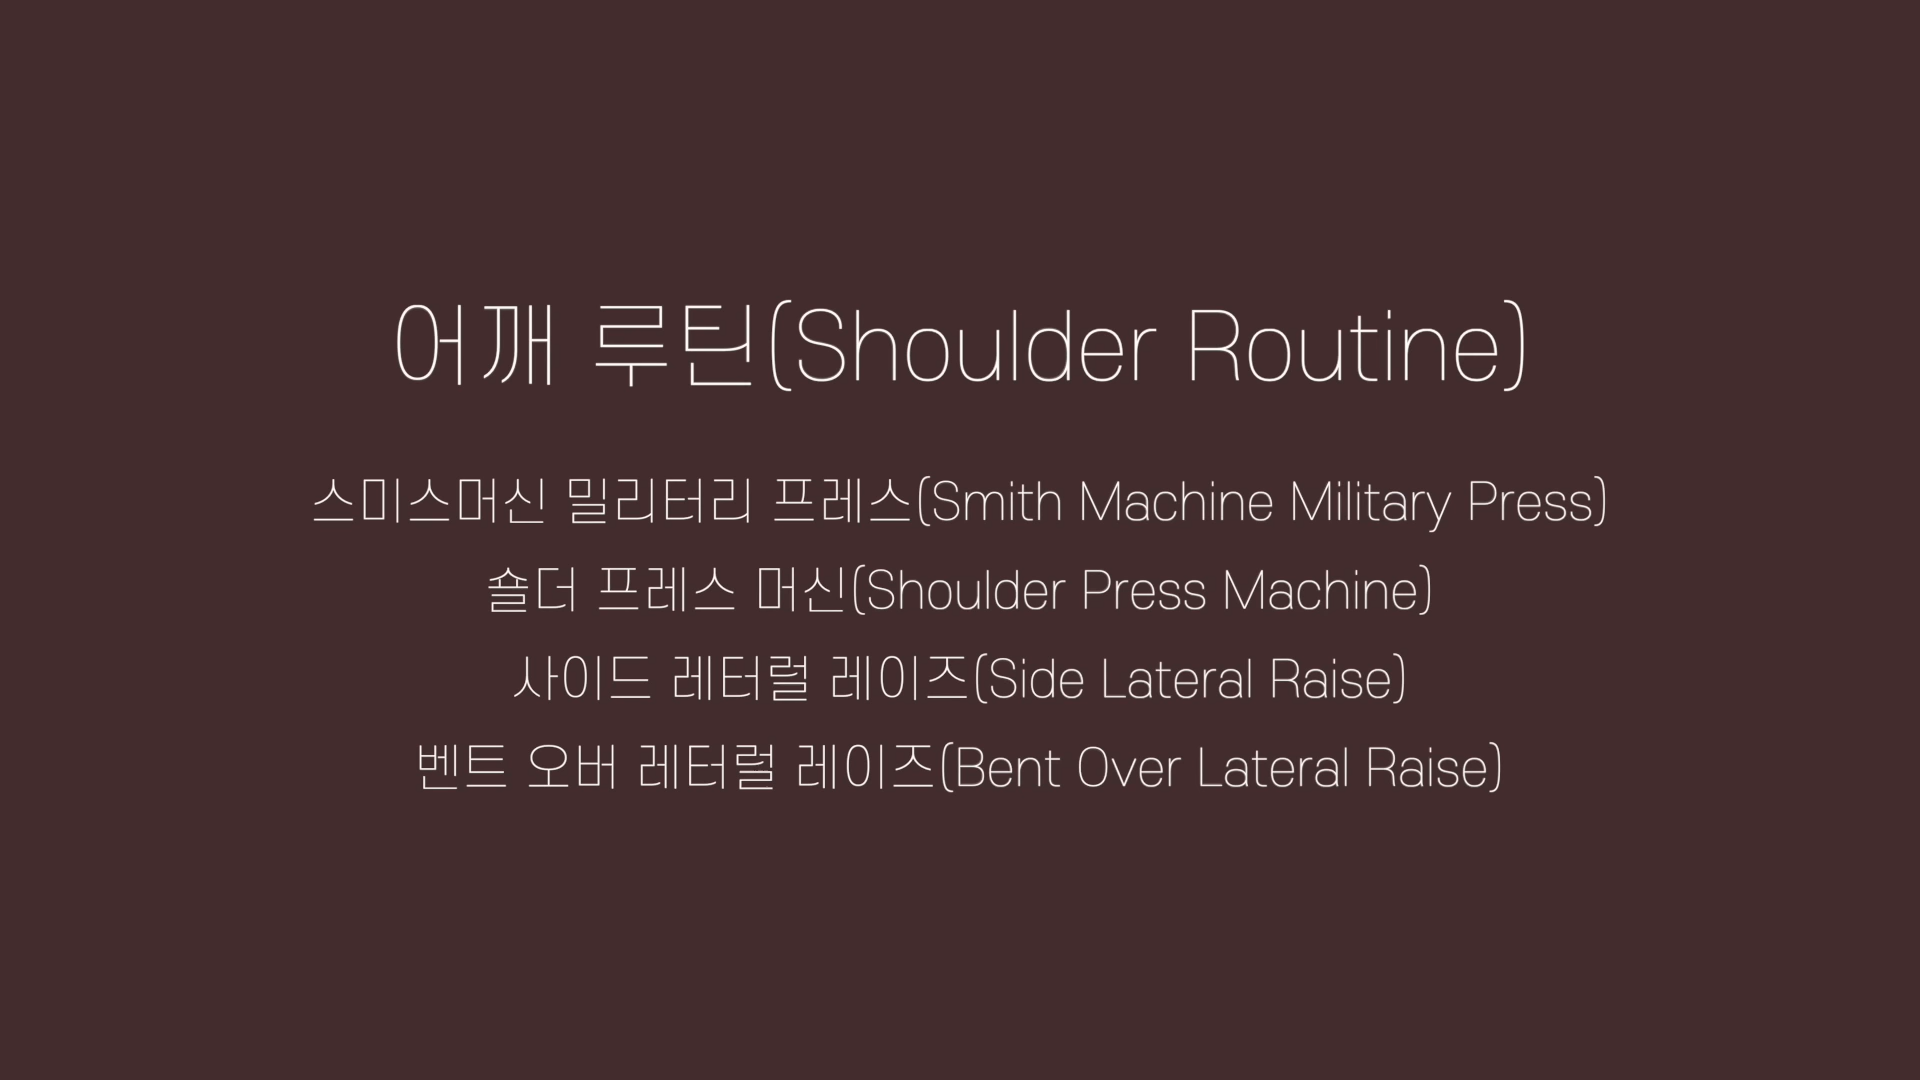 어깨 루틴(Shoulder Routine)
스미스머신 밀리터리 프레스(Smith Machine Military Press)
숄더 프레스 머신(Shoulder Press Machine)
사이드 레터럴 레이즈(Side Lateral Raise)
벤트 오버 레터럴 레이즈(Bent Over Lateral Raise)